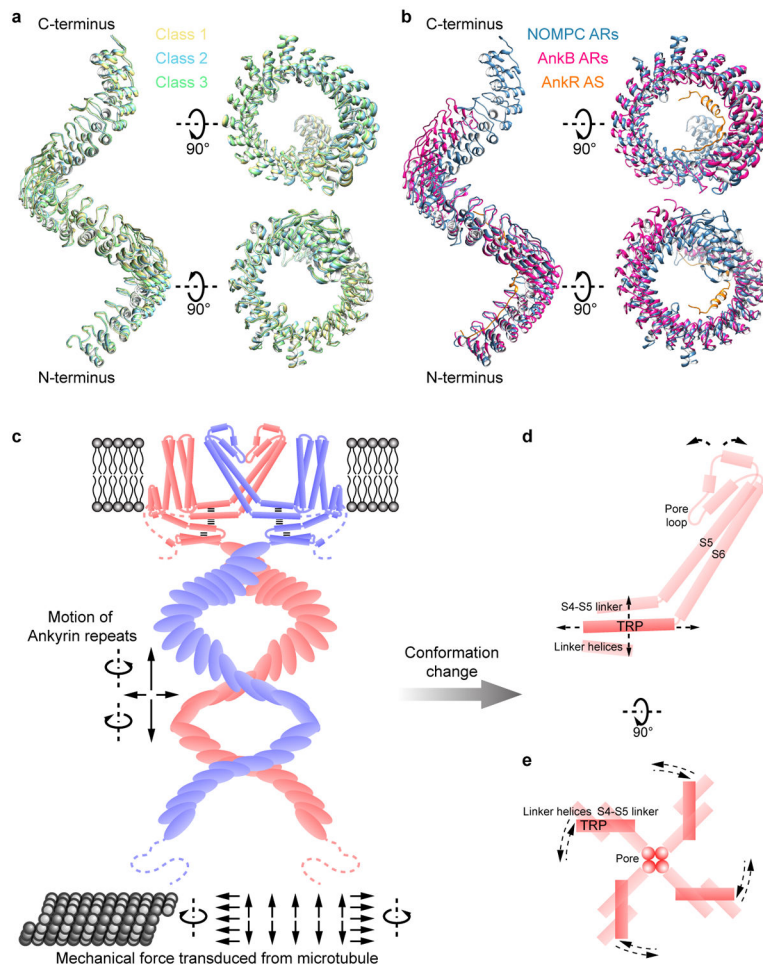 a
C-terminus
Class 1
Class 2
Class 3
90°
90°
N-terminus
b
C-terminus
NOMPC ARs
AnkB ARs
AnkR AS
90°
90°
N-terminus
c
Motion of
Ankyrin repeats
Conformation
change
Mechanical force transduced from microtubule
d
Pore
loop
S5
S6
S4-S5 linker
TRP
Linker helices
90°
e
Linker helices S4-S5 linker
TRP
Pore